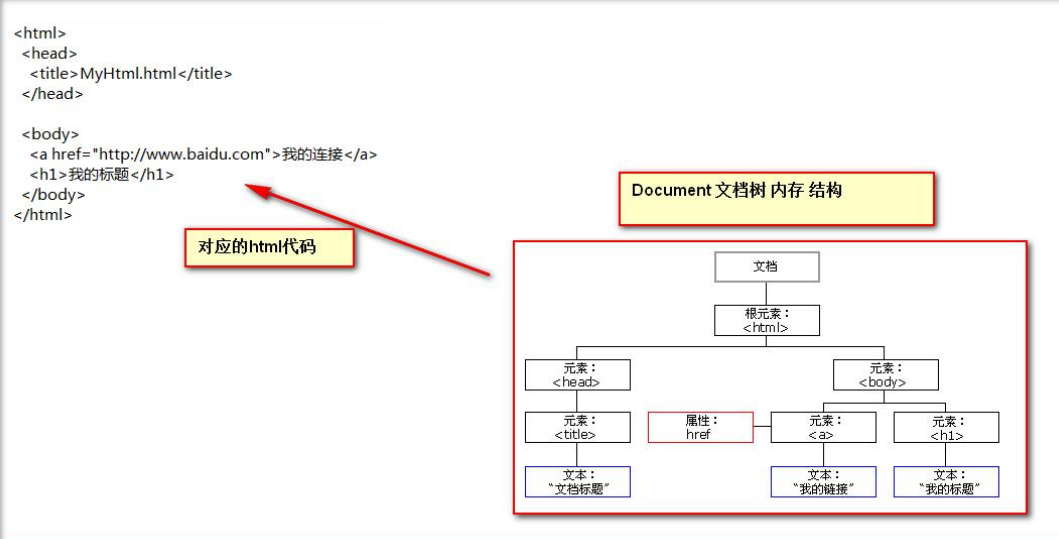 <html>
<head>
<title>MyHtml.html</title>
</head>
<body>
<a href="http://www.baidu.com">我的连接</a>
<h1>我的标题</h1>
</body>
</html>
对应的html代码
Document 文档树 内存 结构
文档
根元素：
<html>
元素：
<head>
元素：
<body>
元素：
<title>
属性：
href
元素：
<a>
元素：
<h1>
文本：
“文档标题”
文本：
“我的链接”
文本：
“我的标题”